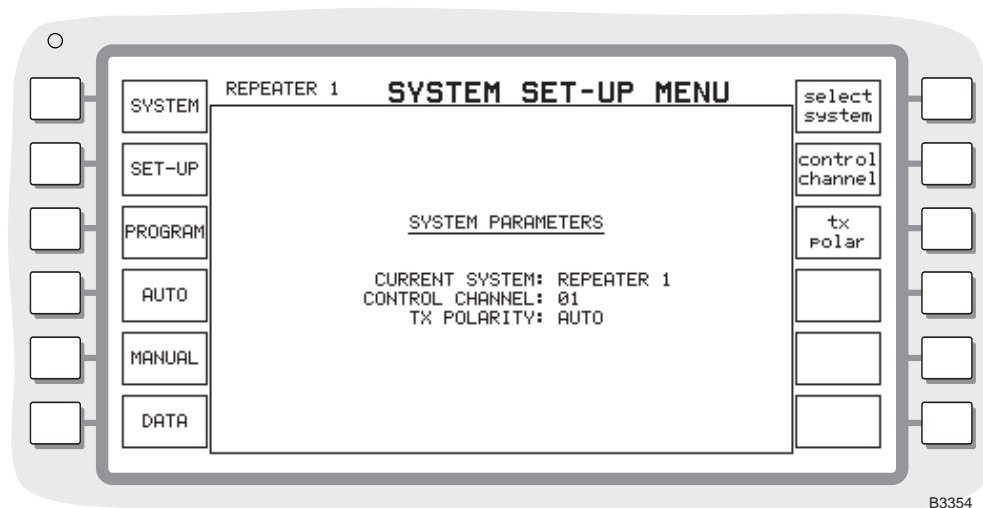 REPEATER 1 SYSTEM SET-UP MENU
SYSTEM
SET-UP
PROGRAM
AUTO
MANUAL
DATA
SYSTEM PARAMETERS
CURRENT SYSTEM: REPEATER 1
CONTROL CHANNEL: 01
TX POLARITY: AUTO
select
system
control
channel
tx
polar
B3354